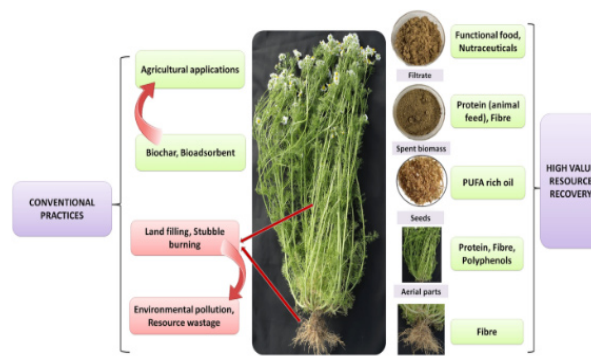 CONVENTIONAL
PRACTICES
Agricultural applications
Biochar, Bioadsorbent
Land filling, Stubble
burning
Environmental pollution,
Resource wastage
Filtrate
Functional food,
Nutraceuticals
Spent biomass
Protein (animal
feed), Fibre
Seeds
PUFA rich oil
Aerial parts
Protein, Fibre,
Polyphenols
Fibre
HIGH VALU
RESOURCE
RECOVERY